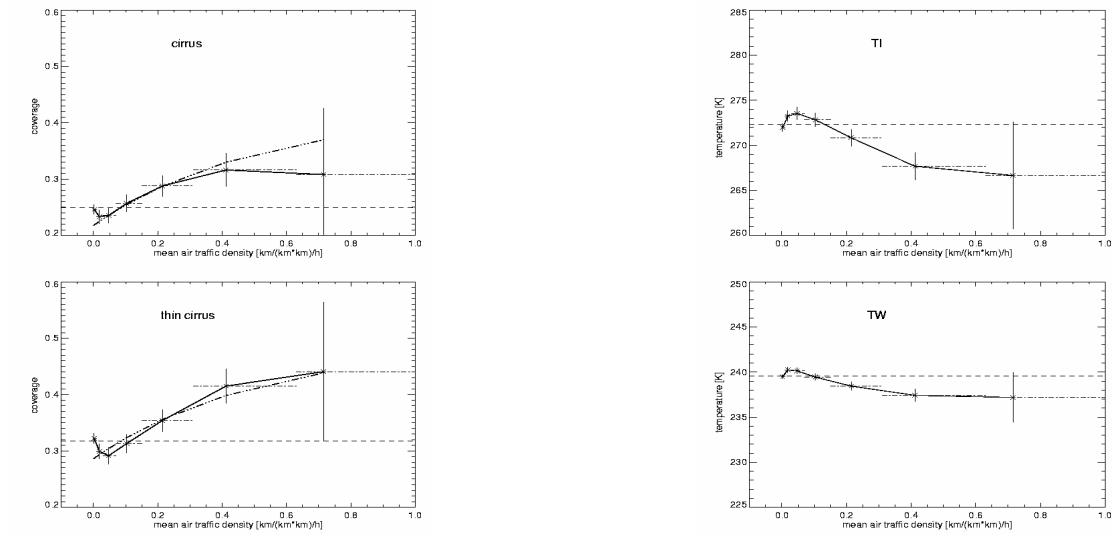 0.6
cirrus
0.5
coverage
0.4
0.3
0.2
0.0 0.2 0.4 0.6 0.8 1.0
mean air traffic density [km/(km*km)/h]
285
TI
280
temperature [K]
275
270
265
260
0.0 0.2 0.4 0.6 0.8 1.0
mean air traffic density [km/(km*km)/h]
0.6
thin cirrus
0.5
coverage
0.4
0.3
0.2
0.0 0.2 0.4 0.6 0.8 1.0
mean air traffic density [km/(km*km)/h]
250
TW
245
temperature [K]
240
235
230
225
0.0 0.2 0.4 0.6 0.8 1.0
mean air traffic density [km/(km*km)/h]